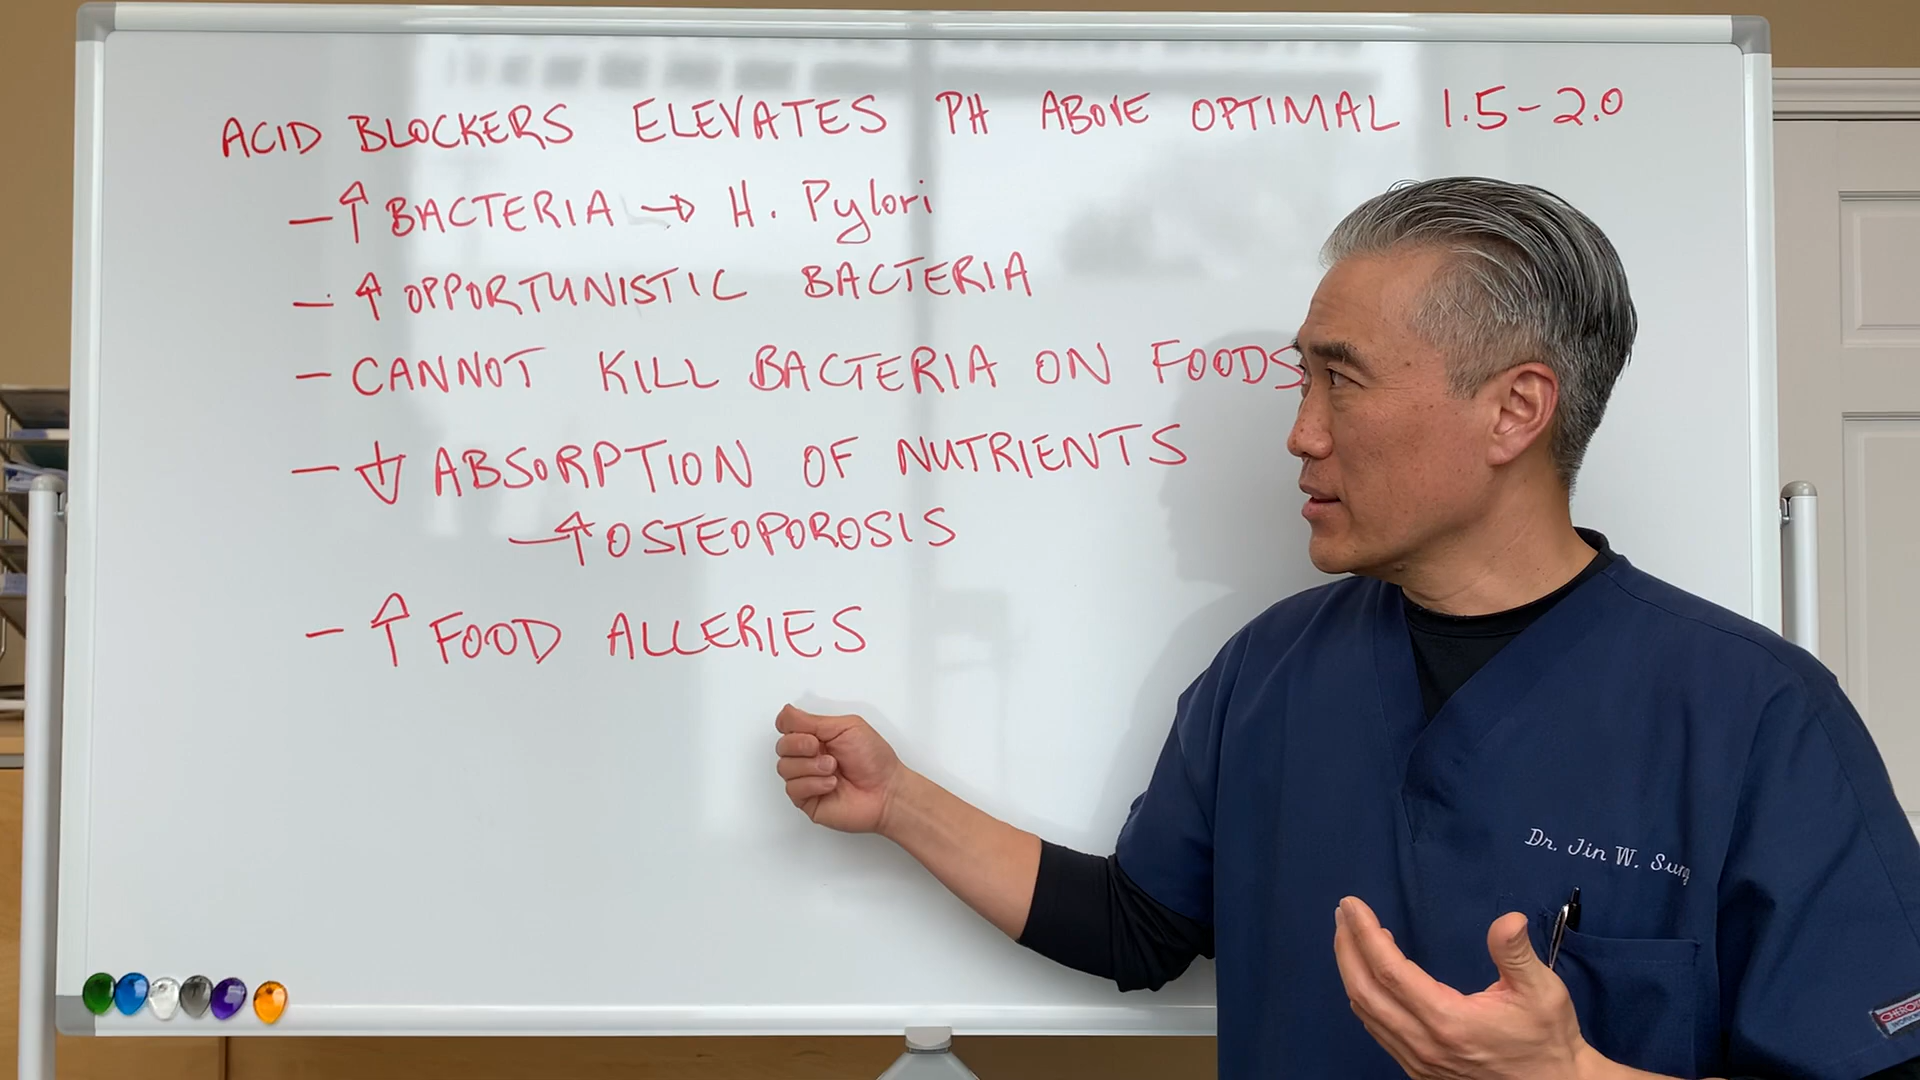 ACID BLOCKERS ELEVATES PH ABOVE OPTIMAL 1.5-2.0
- ↑ BACTERIA → H. Pylori
- ↑ OPPORTUNISTIC BACTERIA
- CANNOT KILL BACTERIA ON FOODS
- ↓ ABSORPTION OF NUTRIENTS
- ↑ OSTEOPOROSIS
- ↑ FOOD ALLERIES
Dr. Jin W. Sung